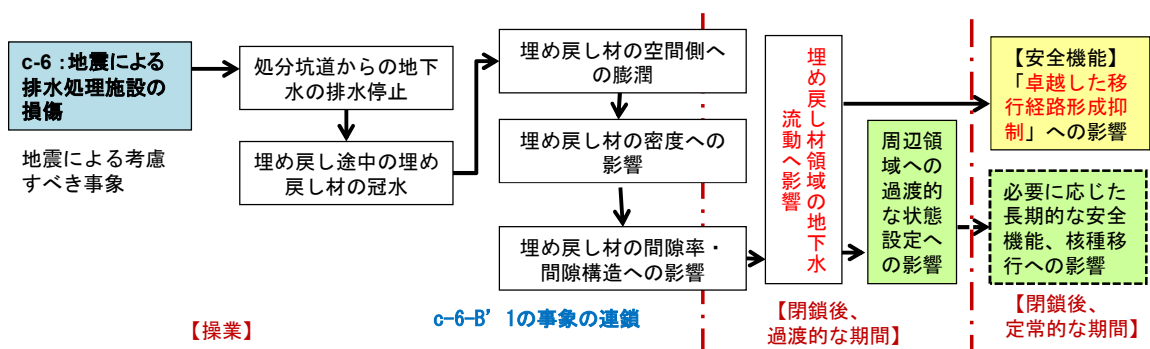 c-6：地震による
排水処理施設の
損傷
地震による考慮
すべき事象
処分坑道からの地下
水の排水停止
埋め戻し途中の埋め
戻し材の冠水
埋め戻し材の空間側へ
の膨潤
埋め戻し材の密度への
影響
埋め戻し材の間隙率・
間隙構造への影響
埋め戻し材領域の地下水
流動へ影響
周辺領
域への
過渡的
な状態
設定へ
の影響
【安全機能】
「卓越した移
行経路形成抑
制」への影響
必要に応じた
長期的な安全
機能、核種移
行への影響
【操業】
c-6-B’1の事象の連鎖
【閉鎖後、
過渡的な期間】
【閉鎖後、
定常的な期間】